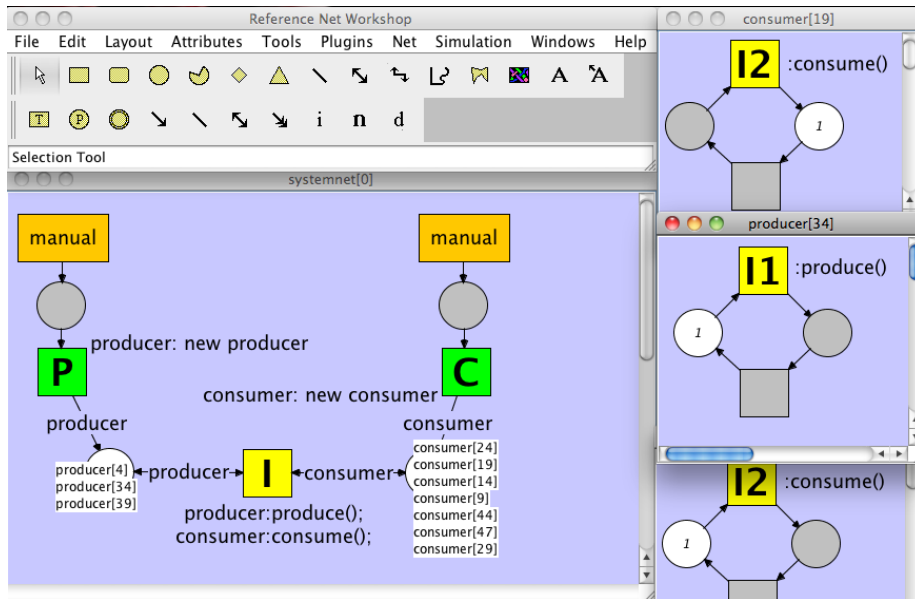 Reference Net Workshop
File Edit Layout Attributes Tools Plugins Net Simulation Windows Help
A A
T P i n d
Selection Tool
systemnet[0]
manual
manual
producer: new producer
P
C
consumer: new consumer
producer
consumer
producer[4]
producer[34]
producer[39]
producer
I
consumer
consumer[24]
consumer[19]
consumer[14]
consumer[9]
consumer[44]
consumer[47]
consumer[29]
producer:produce();
consumer:consume();
consumer[19]
I2 :consume()
1
producer[34]
I1 :produce()
1
I2 :consume()
1